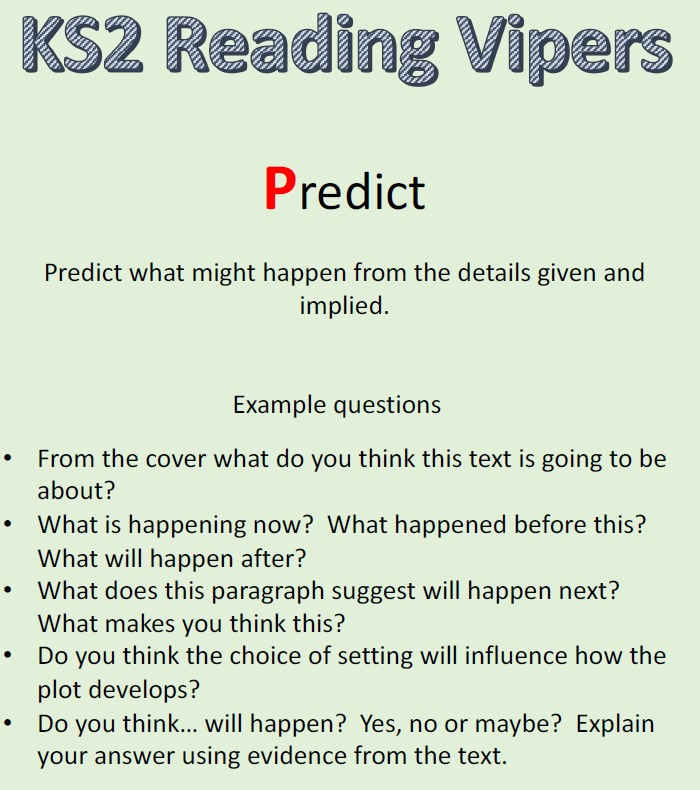 KS2 Reading Vipers
Predict
Predict what might happen from the details given and
implied.
Example questions
• From the cover what do you think this text is going to be
about?
• What is happening now?  What happened before this?
What will happen after?
• What does this paragraph suggest will happen next?
What makes you think this?
• Do you think the choice of setting will influence how the
plot develops?
• Do you think... will happen?  Yes, no or maybe?  Explain
your answer using evidence from the text.